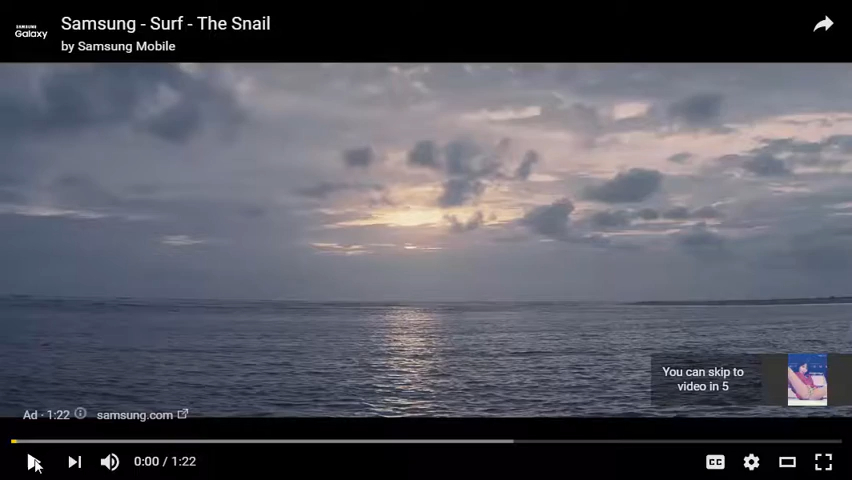 SAMSUNG
Galaxy
Samsung - Surf - The Snail
by Samsung Mobile
You can skip to
video in 5
Ad · 1:22 samsung.com
0:00 / 1:22
CC